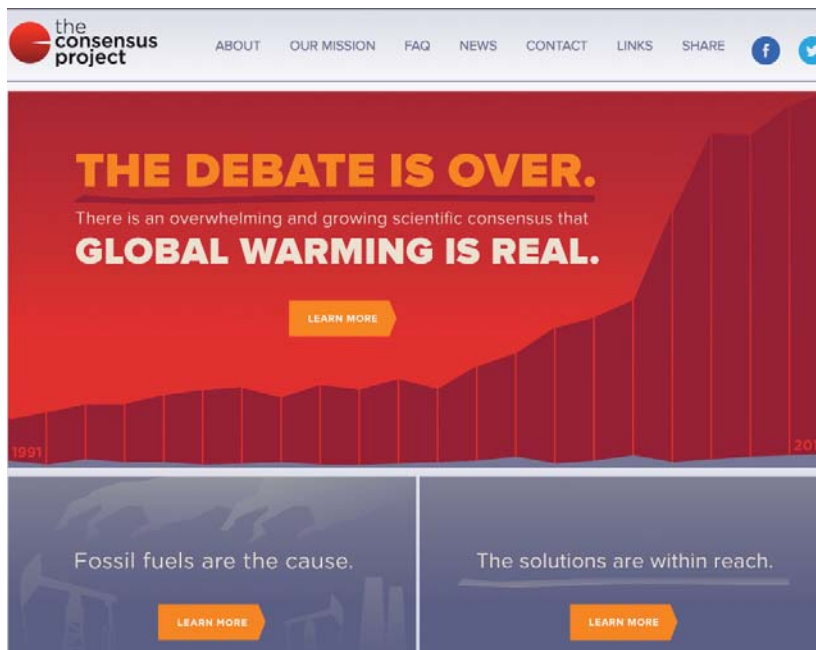 the
consensus
project
ABOUT OUR MISSION FAQ NEWS CONTACT LINKS SHARE
THE DEBATE IS OVER.
There is an overwhelming and growing scientific consensus that
GLOBAL WARMING IS REAL.
LEARN MORE
1991
Fossil fuels are the cause.
The solutions are within reach.
LEARN MORE
LEARN MORE